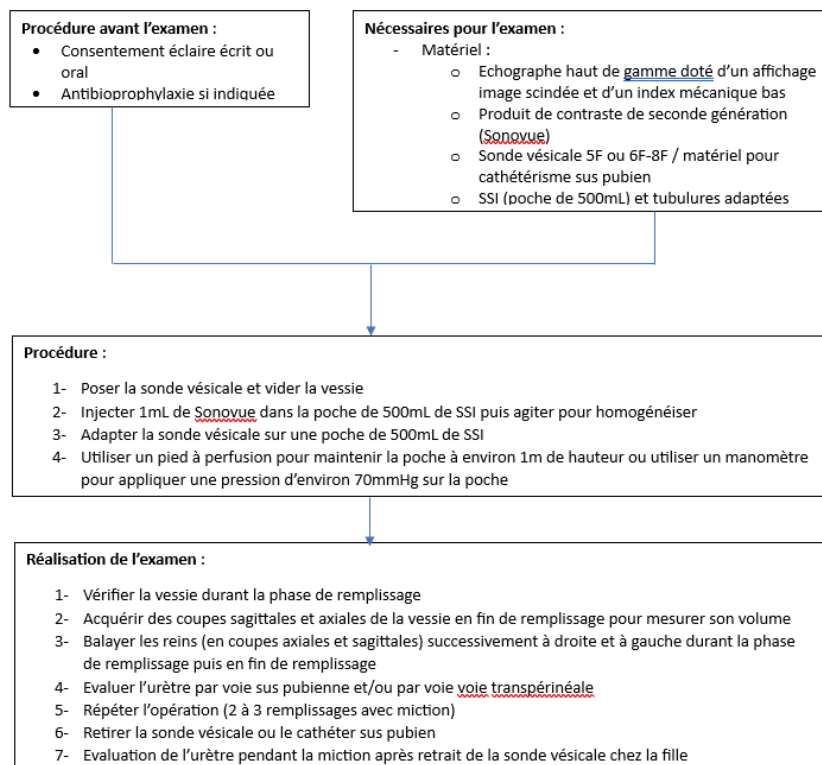 Procédure avant l'examen :
• Consentement éclaire écrit ou
oral
• Antibioprophylaxie si indiquée
Nécessaires pour l'examen :
- Matériel :
o Echographe haut de gamme doté d'un affichage
image scindée et d'un index mécanique bas
o Produit de contraste de seconde génération
(Sonovue)
o Sonde vésicale 5F ou 6F-8F / matériel pour
cathétérisme sus pubien
o SSI (poche de 500mL) et tubulures adaptées
Procédure :
1- Poser la sonde vésicale et vider la vessie
2- Injecter 1mL de Sonovue dans la poche de 500mL de SSI puis agiter pour homogénéiser
3- Adapter la sonde vésicale sur une poche de 500mL de SSI
4- Utiliser un pied à perfusion pour maintenir la poche à environ 1m de hauteur ou utiliser un manomètre
pour appliquer une pression d'environ 70mmHg sur la poche
Réalisation de l'examen :
1- Vérifier la vessie durant la phase de remplissage
2- Acquérir des coupes sagittales et axiales de la vessie en fin de remplissage pour mesurer son volume
3- Balayer les reins (en coupes axiales et sagittales) successivement à droite et à gauche durant la phase
de remplissage puis en fin de remplissage
4- Evaluer l'urètre par voie sus pubienne et/ou par voie voie transpérinéale
5- Répéter l'opération (2 à 3 remplissages avec miction)
6- Retirer la sonde vésicale ou le cathéter sus pubien
7- Evaluation de l'urètre pendant la miction après retrait de la sonde vésicale chez la fille